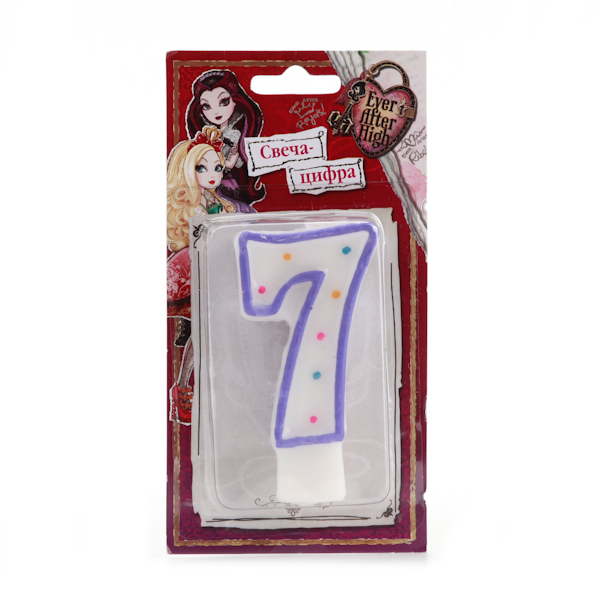 Ever
After
High
Свеча-
цифра
7